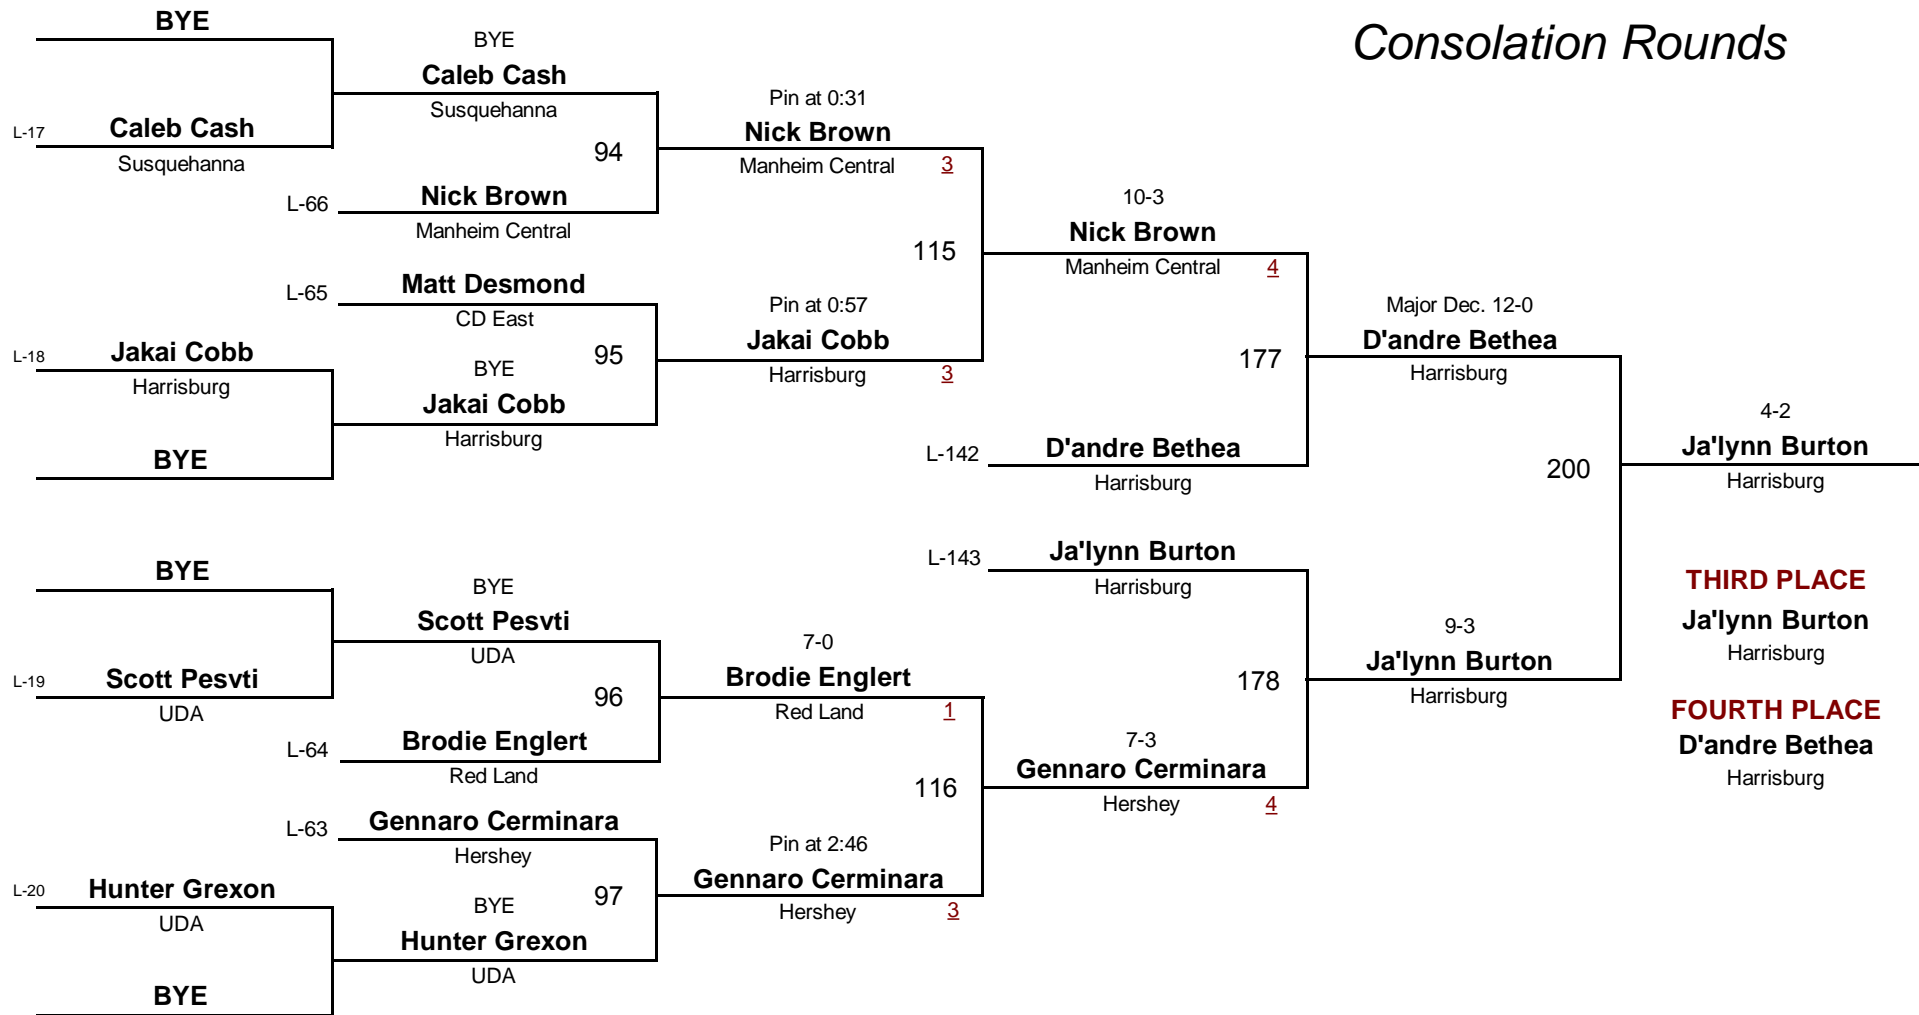 Consolation Rounds
BYE
L-17
Caleb Cash
Susquehanna
BYE
Caleb Cash
Susquehanna
94
L-66
Nick Brown
Manheim Central
Pin at 0:31
Nick Brown
Manheim Central
3
L-65
Matt Desmond
CD East
L-18
Jakai Cobb
Harrisburg
BYE
BYE
Jakai Cobb
Harrisburg
95
Pin at 0:57
Jakai Cobb
Harrisburg
3
115
10-3
Nick Brown
Manheim Central
4
L-142
D'andre Bethea
Harrisburg
177
Major Dec. 12-0
D'andre Bethea
Harrisburg
BYE
L-19
Scott Pesvti
UDA
BYE
Scott Pesvti
UDA
96
L-64
Brodie Englert
Red Land
7-0
Brodie Englert
Red Land
1
L-63
Gennaro Cerminara
Hershey
L-20
Hunter Grexon
UDA
BYE
BYE
Hunter Grexon
UDA
97
Pin at 2:46
Gennaro Cerminara
Hershey
3
116
7-3
Gennaro Cerminara
Hershey
4
L-143
Ja'lynn Burton
Harrisburg
178
9-3
Ja'lynn Burton
Harrisburg
200
4-2
Ja'lynn Burton
Harrisburg
THIRD PLACE
Ja'lynn Burton
Harrisburg
FOURTH PLACE
D'andre Bethea
Harrisburg